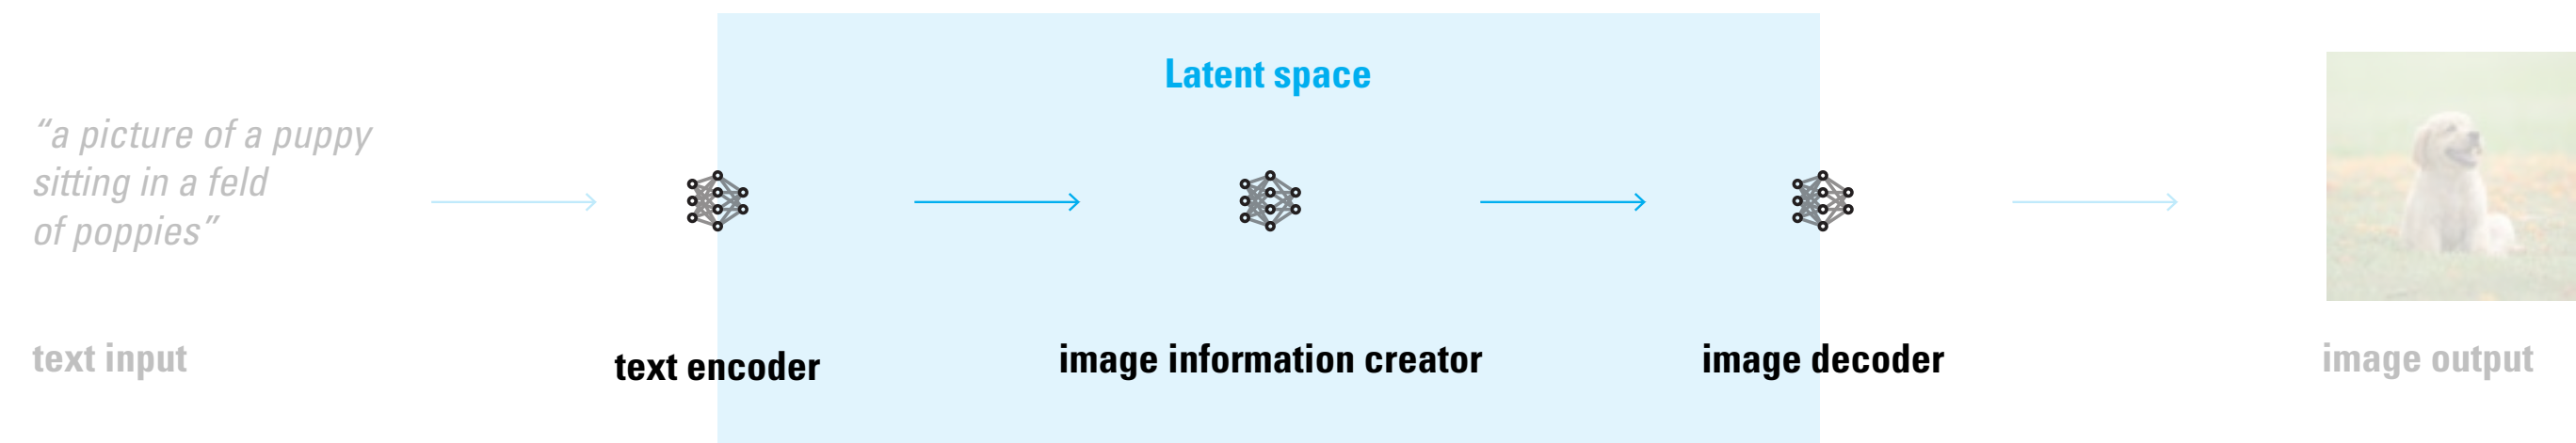 Latent space
“a picture of a puppy
sitting in a feld
of poppies”
text input
text encoder
image information creator
image decoder
image output